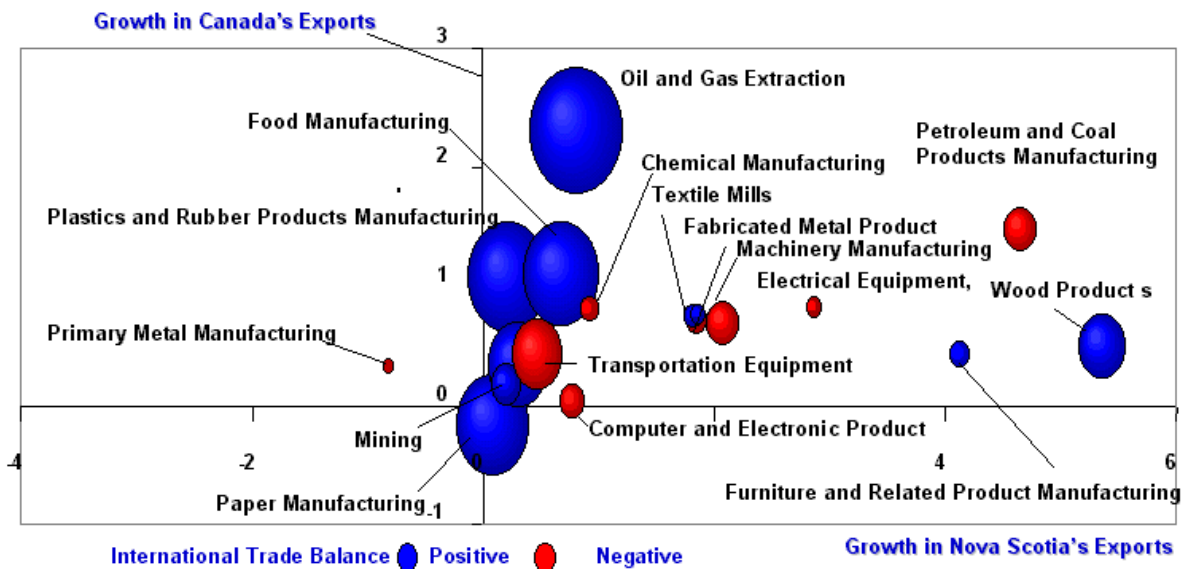 Growth in Canada's Exports
3
Oil and Gas Extraction
Food Manufacturing
Petroleum and Coal
Products Manufacturing
2
Chemical Manufacturing
Textile Mills
Plastics and Rubber Products Manufacturing
Fabricated Metal Product
Machinery Manufacturing
1
Electrical Equipment,
Wood Product s
Primary Metal Manufacturing
Transportation Equipment
0
Mining
Computer and Electronic Product
-4
-2
0
4
6
Furniture and Related Product Manufacturing
Paper Manufacturing
-1
International Trade Balance Positive Negative
Growth in Nova Scotia's Exports